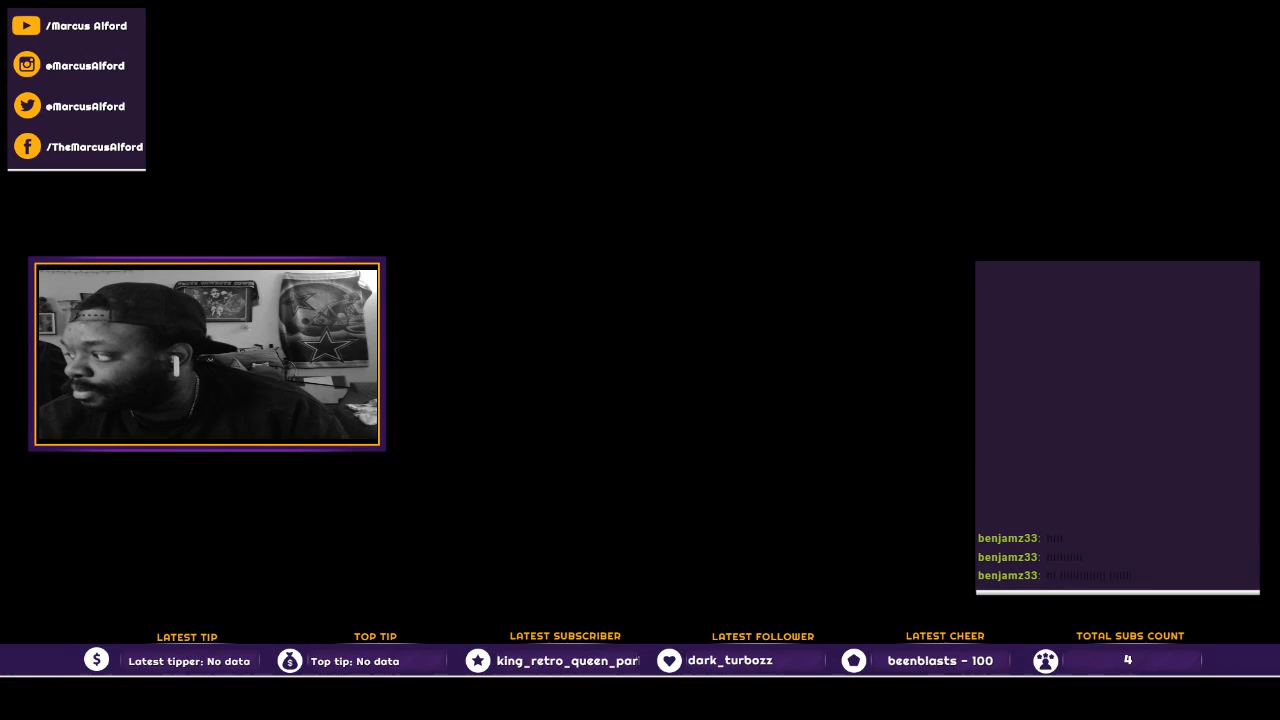 /Marcus Alford
@MarcusAlford
@MarcusAlford
/TheMarcusAlford
benjamz33:
benjamz33:
benjamz33:
LATEST TIP
TOP TIP
LATEST SUBSCRIBER
LATEST FOLLOWER
LATEST CHEER
TOTAL SUBS COUNT
Latest tipper: No data
Top tip: No data
king_retro_queen_par
dark_turbozz
beenblasts - 100
4